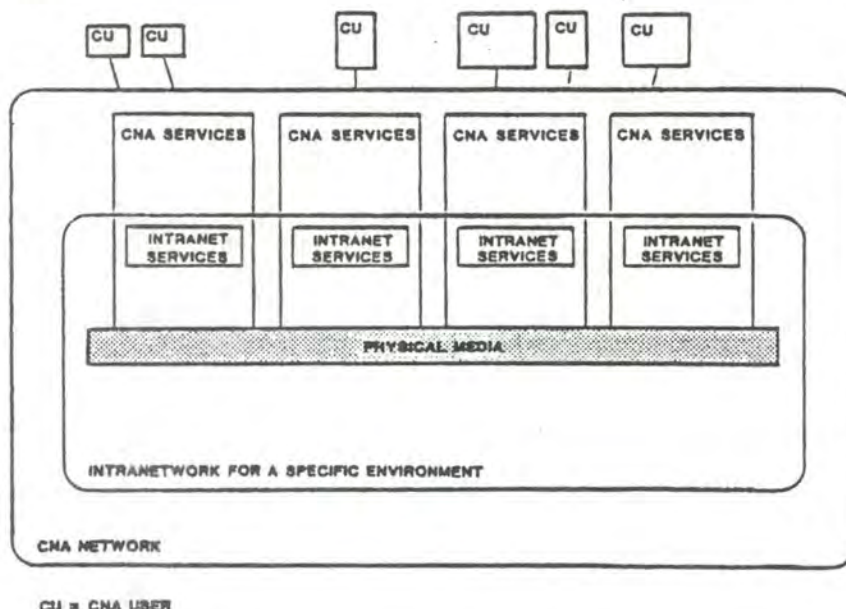 CU CU CU CU CU CU
CNA SERVICES CNA SERVICES CNA SERVICES CNA SERVICES
INTRANET INTRANET INTRANET INTRANET
SERVICES SERVICES SERVICES SERVICES
PHYSICAL MEDIA
INTRANETWORK FOR A SPECIFIC ENVIRONMENT
CNA NETWORK
CU = CNA USER